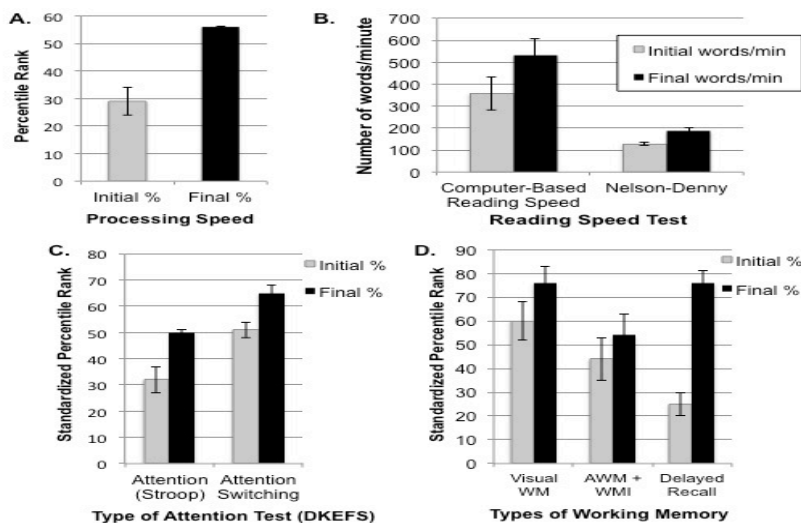 A.
Percentile Rank
60
50
40
30
20
10
0
Initial %
Final %
Processing Speed
B.
Number of words/minute
700
600
500
400
300
200
100
0
Initial words/min
Final words/min
Computer-Based
Reading Speed
Nelson-Denny
Reading Speed Test
C.
Standardized Percentile Rank
80
70
60
50
40
30
20
10
0
Initial %
Final %
Attention
(Stroop)
Attention
Switching
Type of Attention Test (DKEFS)
D.
Standardized Percentile Rank
90
80
70
60
50
40
30
20
10
0
Initial %
Final %
Visual
WM
AWM +
WMI
Delayed
Recall
Types of Working Memory